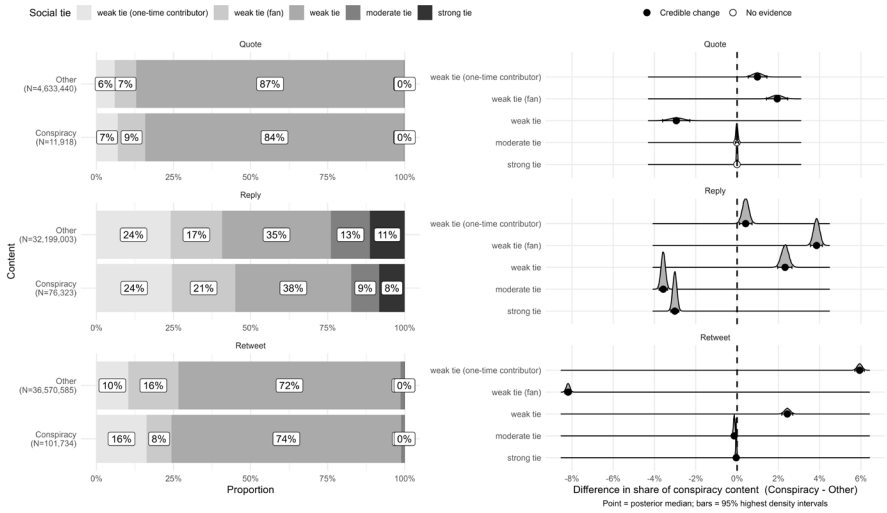 Social tie weak tie (one-time contributor) weak tie (fan) weak tie moderate tie strong tie
Credible change No evidence
Quote
Other
(N=4,633,440)
6% 7% 87% 0%
Conspiracy
(N=11,918)
7% 9% 84% 0%
0% 25% 50% 75% 100%
Reply
Other
(N=32,199,003)
24% 17% 35% 13% 11%
Conspiracy
(N=76,323)
24% 21% 38% 9% 8%
0% 25% 50% 75% 100%
Retweet
Other
(N=36,570,585)
10% 16% 72% 0%
Conspiracy
(N=101,734)
16% 8% 74% 0%
0% 25% 50% 75% 100%
Proportion
Content
Quote
weak tie (one-time contributor)
weak tie (fan)
weak tie
moderate tie
strong tie
Reply
weak tie (one-time contributor)
weak tie (fan)
weak tie
moderate tie
strong tie
Retweet
weak tie (one-time contributor)
weak tie (fan)
weak tie
moderate tie
strong tie
-8% -6% -4% -2% 0% 2% 4% 6%
Difference in share of conspiracy content (Conspiracy - Other)
Point = posterior median; bars = 95% highest density intervals